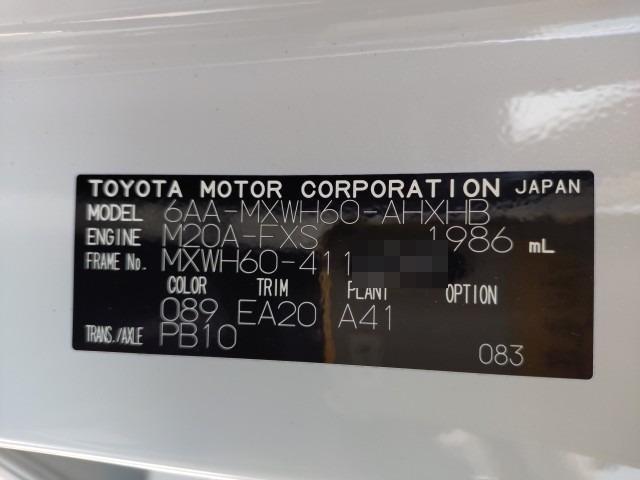 TOYOTA MOTOR CORPORATION JAPAN
MODEL 6AA-MXWH60-AHXHB
ENGINE M20A-FXS 1986 mL
FRAME No. MXWH60-411
COLOR TRIM PLANT OPTION
089 EA20 A41
TRANS./AXLE PB10
083